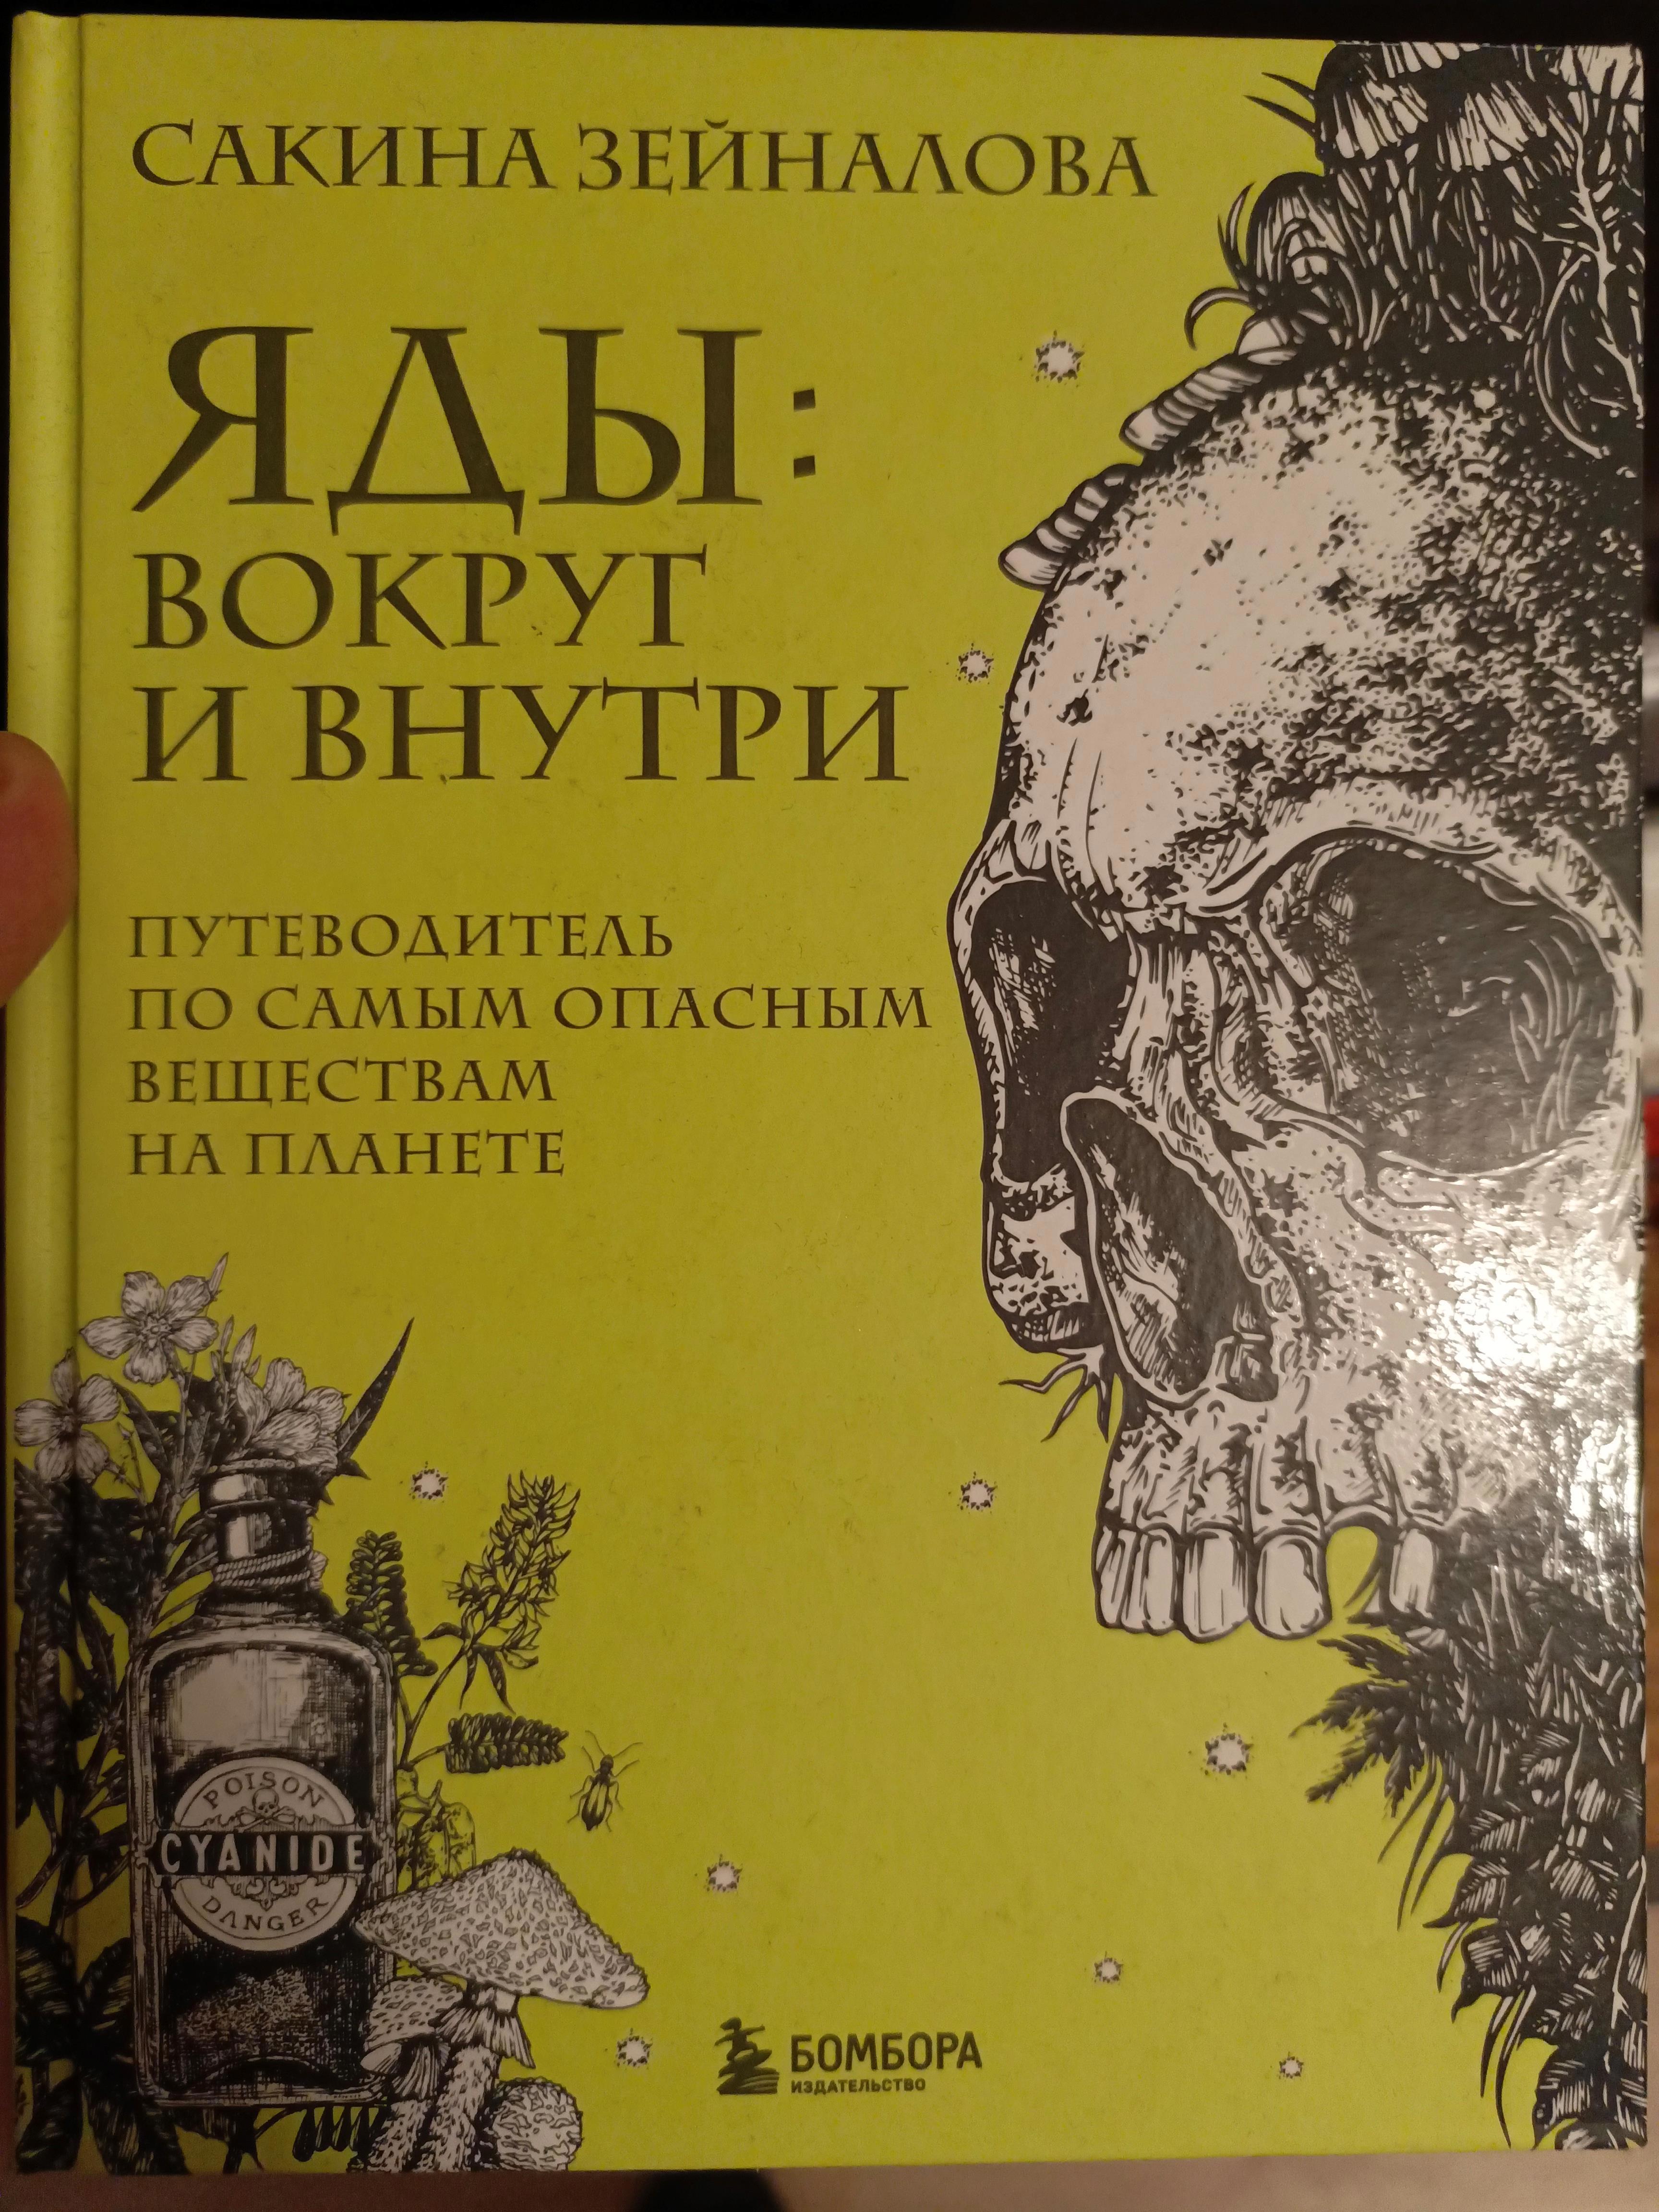 САКИНА ЗЕЙНАЛОВА
ЯДЫ:
ВОКРУГ
И ВНУТРИ
ПУТЕВОДИТЕЛЬ
ПО САМЫМ ОПАСНЫМ
ВЕЩЕСТВАМ
НА ПЛАНЕТЕ
POISON
CYANIDE
DANGER
БОМБОРА
ИЗДАТЕЛЬСТВО